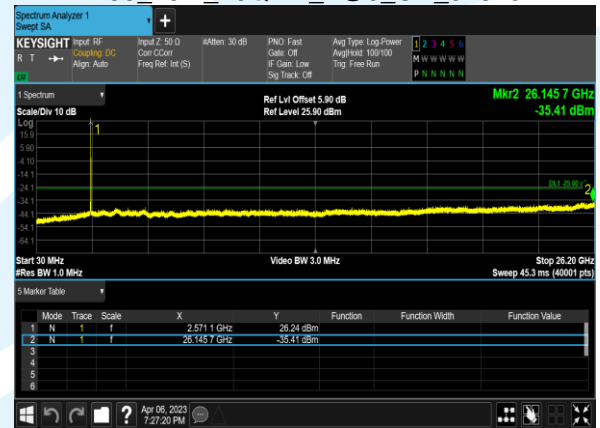 Spectrum Analyzer 1
Swept SA
+
KEYSIGHT Input: RF Input Z: 50 Ω #Atten: 30 dB PNO: Fast Avg Type: Log-Power 1 2 3 4 5 6
R T Coupling: DC Corr CCorr Gate: Off Avg|Hold: 100/100 M W W W W W
Align: Auto Freq Ref: Int (S) IF Gain: Low Trig: Free Run
Sig Track: Off P N N N N N
1 Spectrum Ref Lvl Offset 5.90 dB Mkr2 26.145 7 GHz
Scale/Div 10 dB Ref Level 25.90 dBm -35.41 dBm
Log
1
15.9
5.90
-4.10
-14.1
-24.1 DL1 -25.00 2
-34.1
-44.1
-54.1
-64.1
Start 30 MHz Video BW 3.0 MHz Stop 26.20 GHz
#Res BW 1.0 MHz Sweep 45.3 ms (40001 pts)
5 Marker Table
Mode Trace Scale X Y Function Function Width Function Value
1 N 1 f 2.571 1 GHz 26.24 dBm
2 N 1 f 26.145 7 GHz -35.41 dBm
3
4
5
6
? Apr 06, 2023
7:27:20 PM